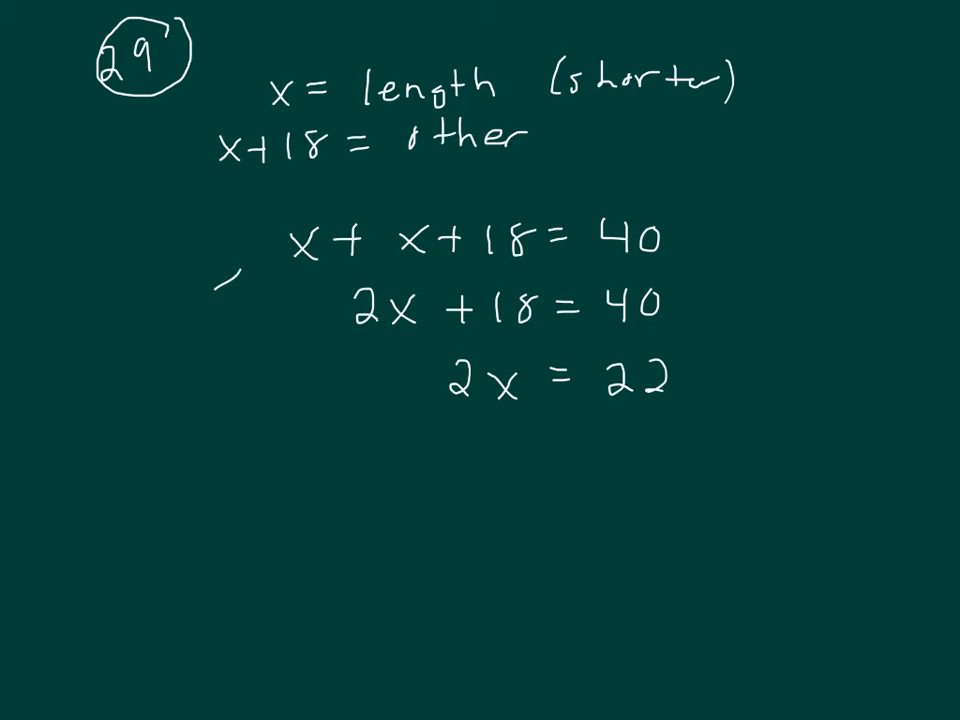 29
x = length (shorter)
x+18 = other
x + x+18 = 40
2x + 18 = 40
2x = 22